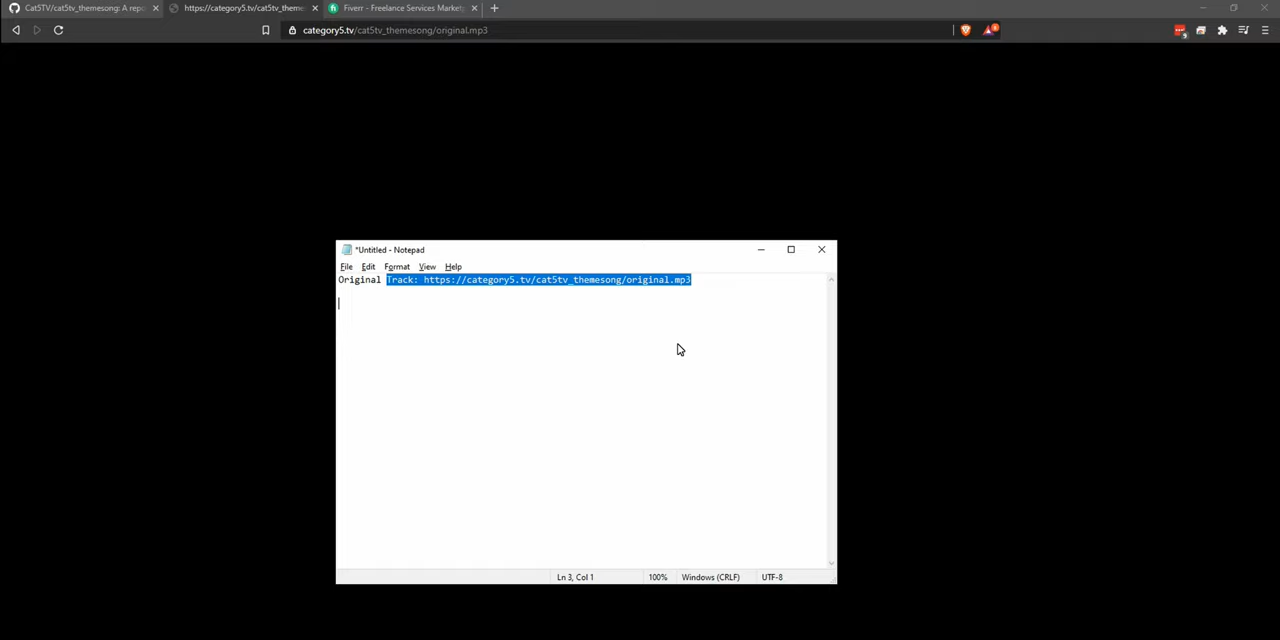 Cat5TV/cat5tv_themesong: A repo
https://category5.tv/cat5tv_theme
Fiverr - Freelance Services Marketp
category5.tv/cat5tv_themesong/original.mp3
*Untitled - Notepad
File Edit Format View Help
Original Track: https://category5.tv/cat5tv_themesong/original.mp3
Ln 3, Col 1 100% Windows (CRLF) UTF-8